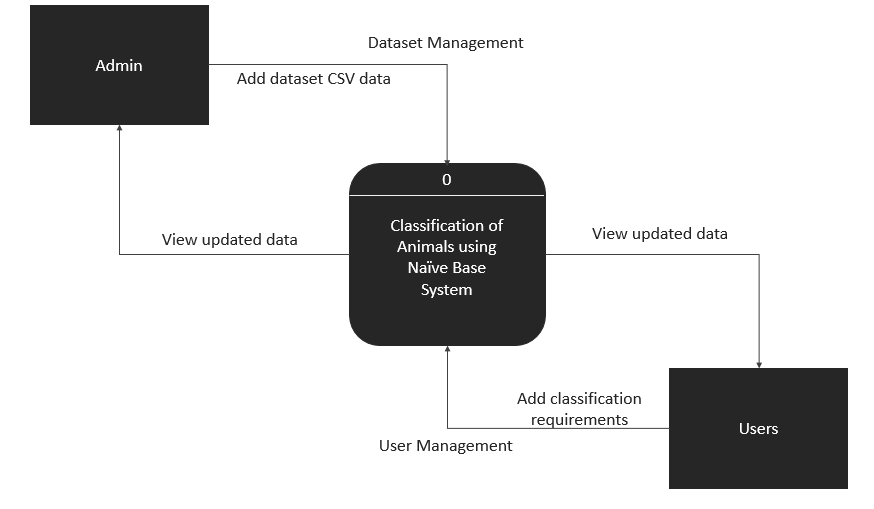 Dataset Management
Admin
Add dataset CSV data
0
Classification of
Animals using
Naïve Base
System
View updated data
View updated data
Add classification
requirements
Users
User Management